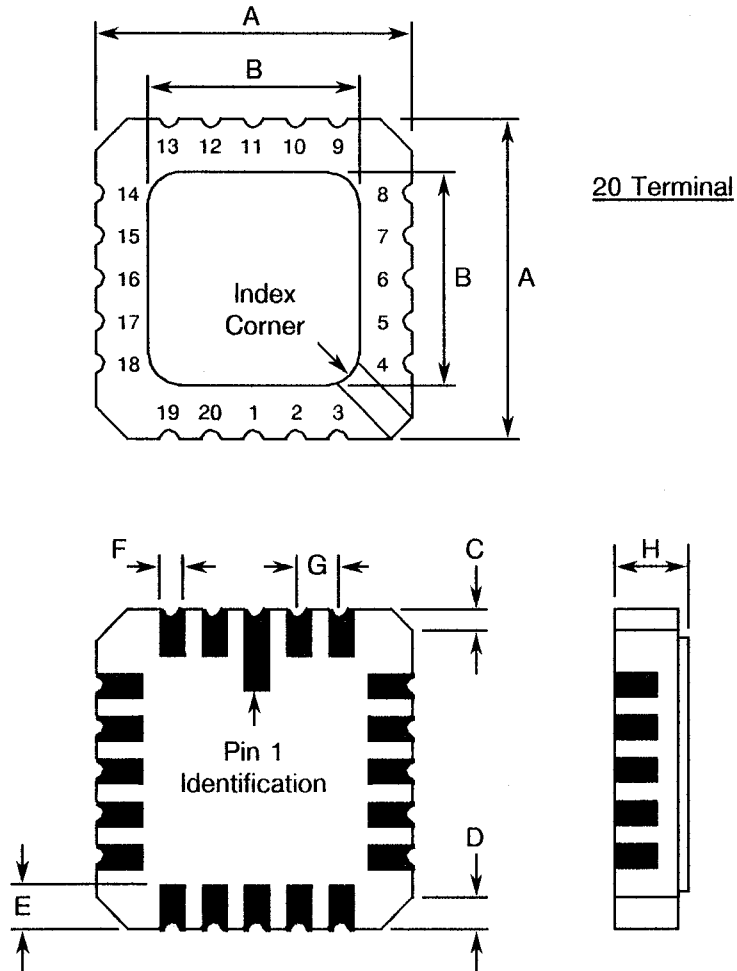 A
B
13 12 11 10 9
20 Terminal
14 8
15 7
16 6
17 5
18 4
B
A
Index
Corner
19 20 1 2 3
F
G
C
H
Pin 1
Identification
D
E